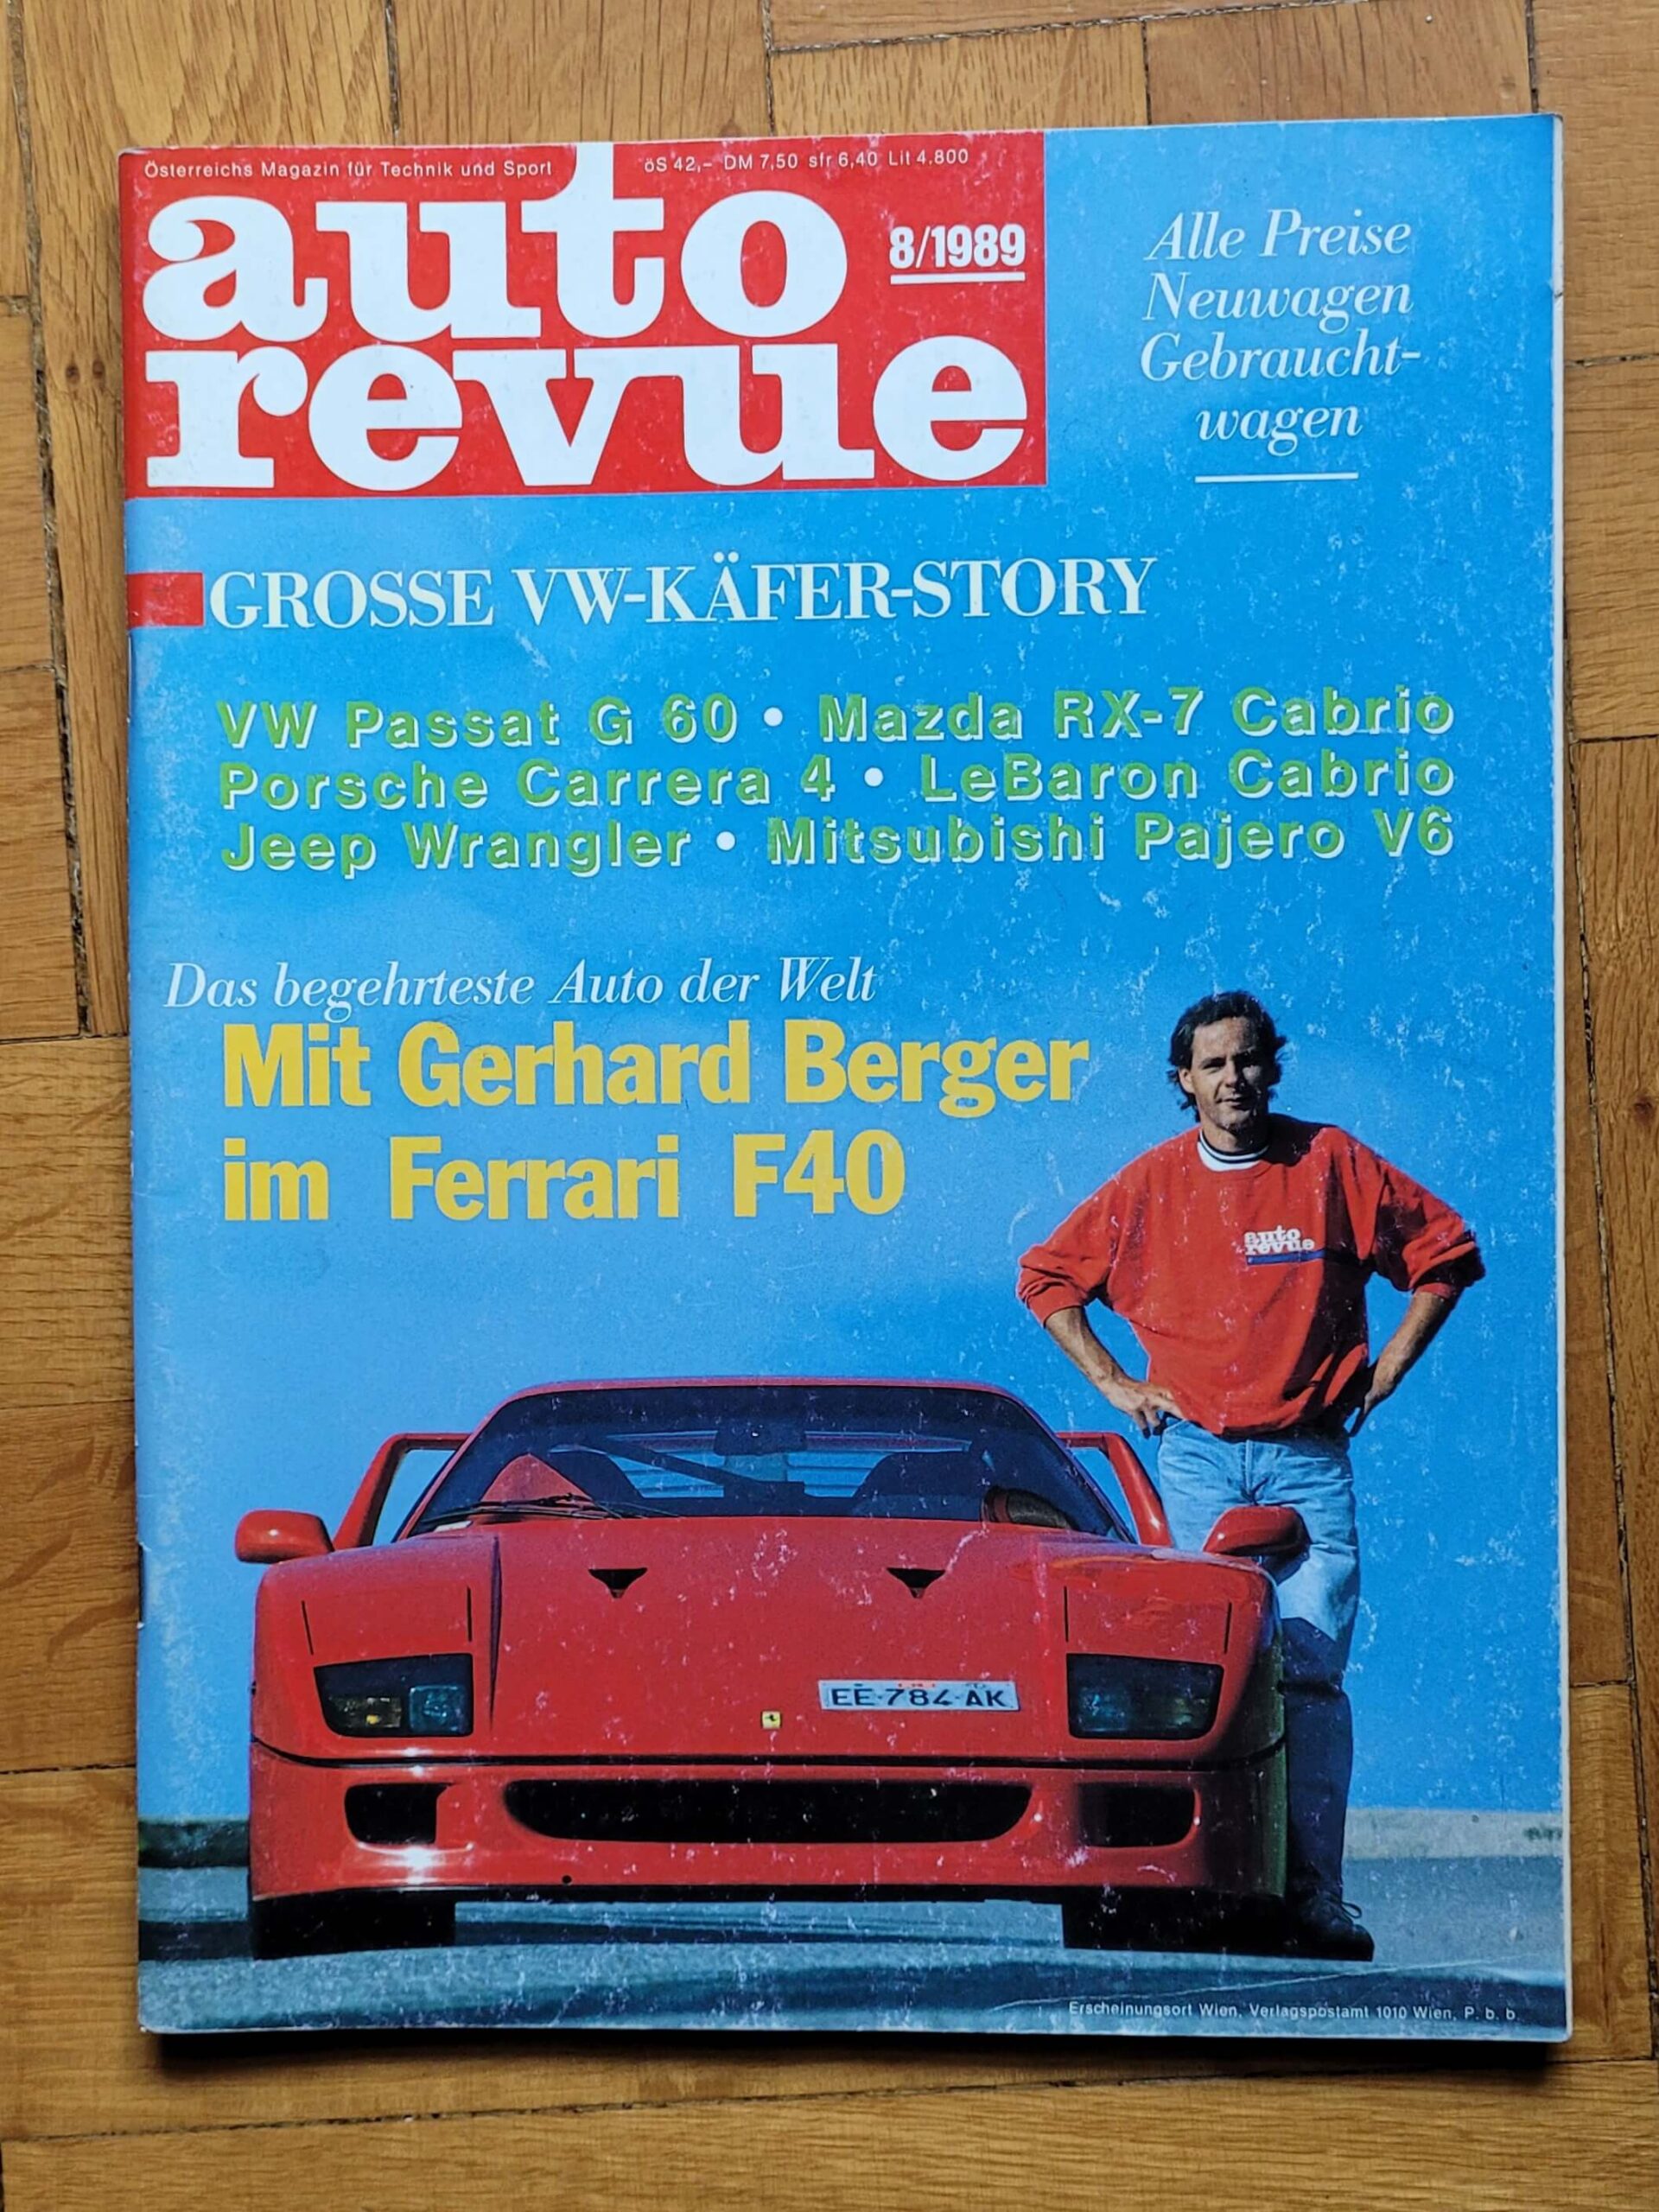 Österreichs Magazin für Technik und Sport
öS 42,– DM 7,50 sfr 6,40 Lit 4.800
auto
revue
8/1989
Alle Preise
Neuwagen
Gebraucht-
wagen
GROSSE VW-KÄFER-STORY
VW Passat G 60 • Mazda RX-7 Cabrio
Porsche Carrera 4 • LeBaron Cabrio
Jeep Wrangler • Mitsubishi Pajero V6
Das begehrteste Auto der Welt
Mit Gerhard Berger
im Ferrari F40
auto
revue
EE 784 AK
Erscheinungsort Wien, Verlagspostamt 1010 Wien, P. b. b.